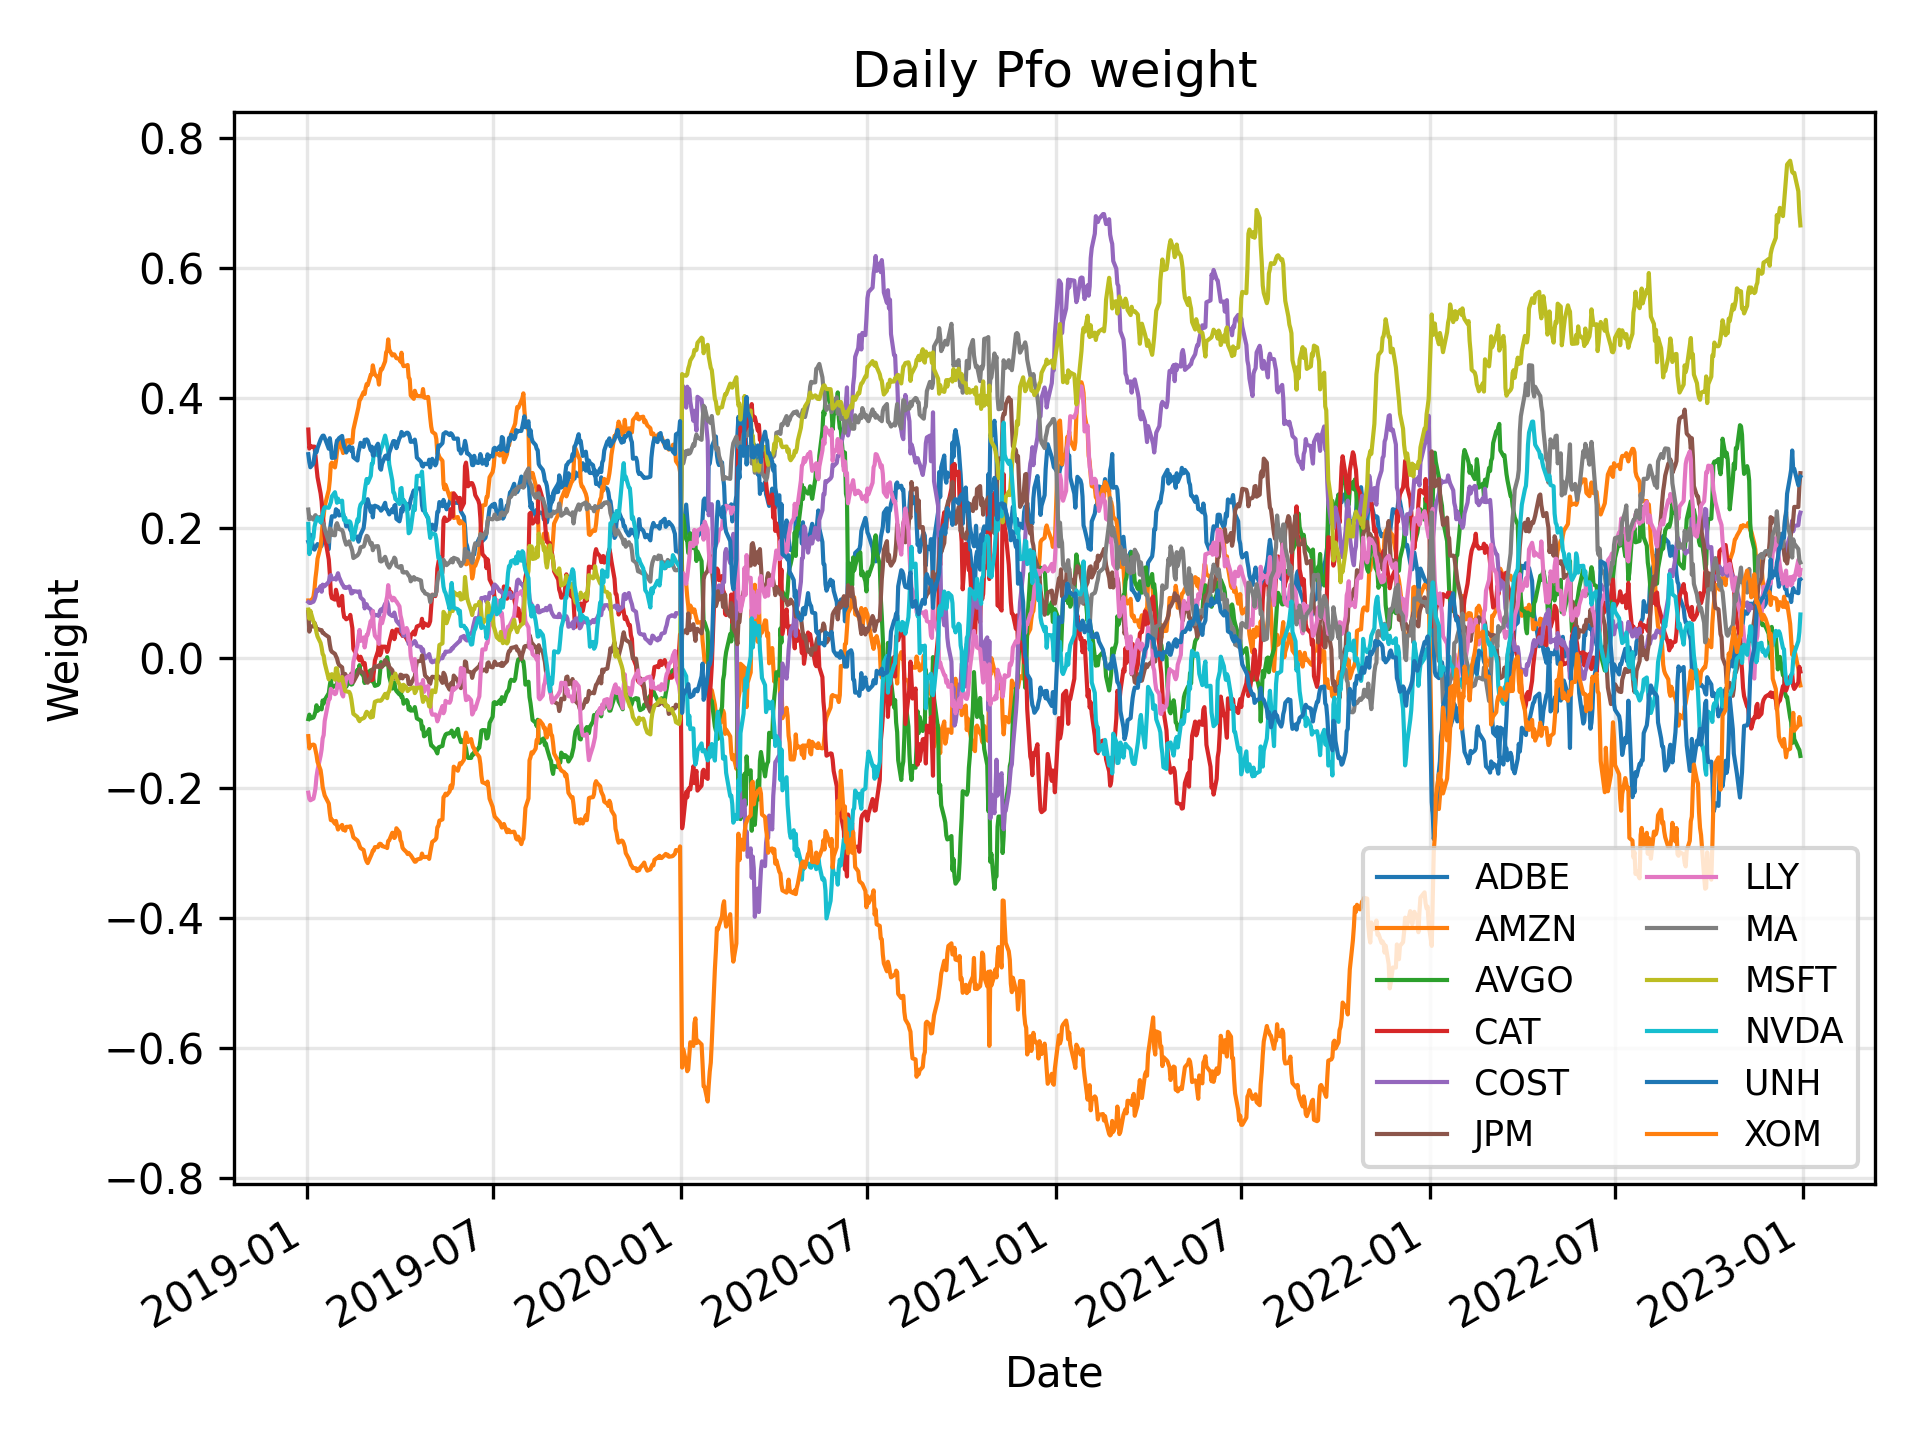 Daily Pfo weight
Weight
0.8
0.6
0.4
0.2
0.0
−0.2
−0.4
−0.6
−0.8
ADBE
AMZN
AVGO
CAT
COST
JPM
LLY
MA
MSFT
NVDA
UNH
XOM
2019-01
2019-07
2020-01
2020-07
2021-01
2021-07
2022-01
2022-07
2023-01
Date